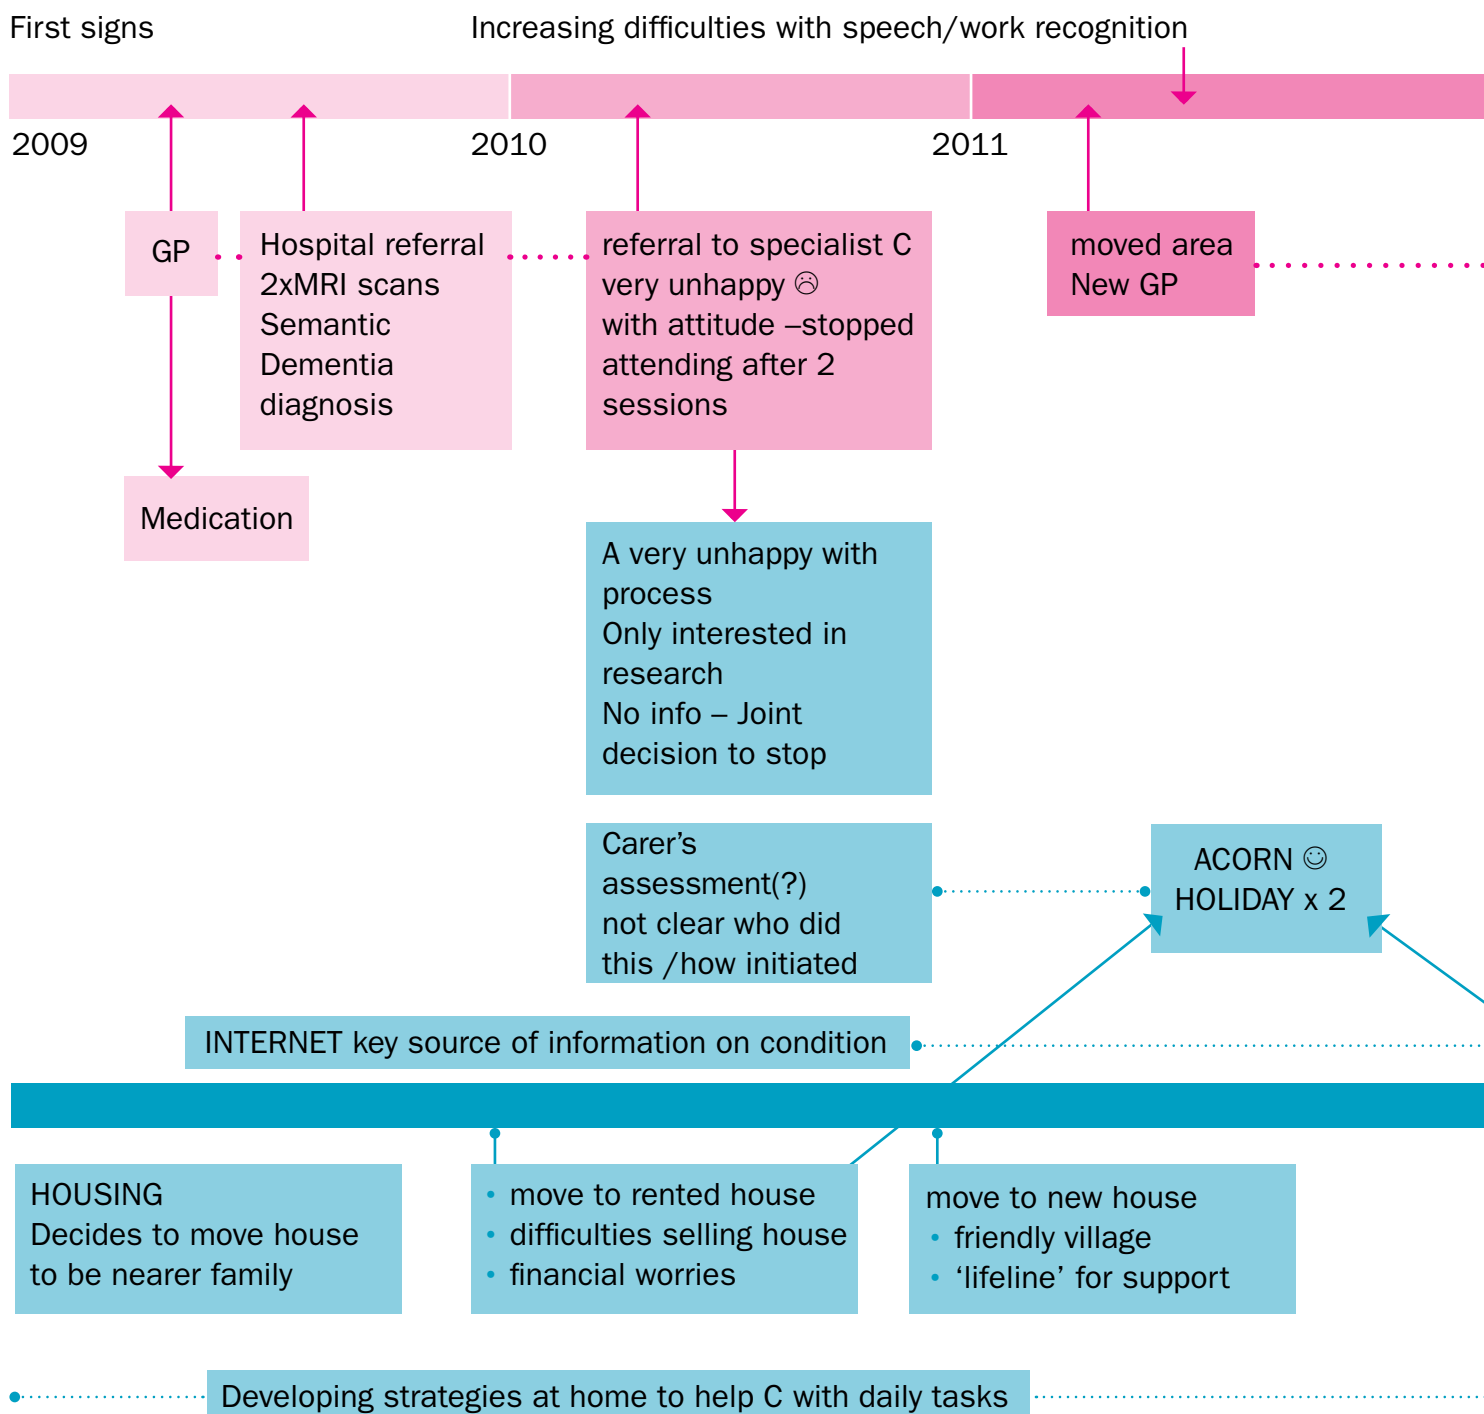 First signs
Increasing difficulties with speech/work recognition
2009
2010
2011
GP
Hospital referral
2xMRI scans
Semantic
Dementia
diagnosis
referral to specialist C
very unhappy ☹
with attitude –stopped
attending after 2
sessions
moved area
New GP
Medication
A very unhappy with
process
Only interested in
research
No info – Joint
decision to stop
Carer’s
assessment(?)
not clear who did
this /how initiated
ACORN ☺
HOLIDAY x 2
INTERNET key source of information on condition
HOUSING
Decides to move house
to be nearer family
• move to rented house
• difficulties selling house
• financial worries
move to new house
• friendly village
• ‘lifeline’ for support
Developing strategies at home to help C with daily tasks